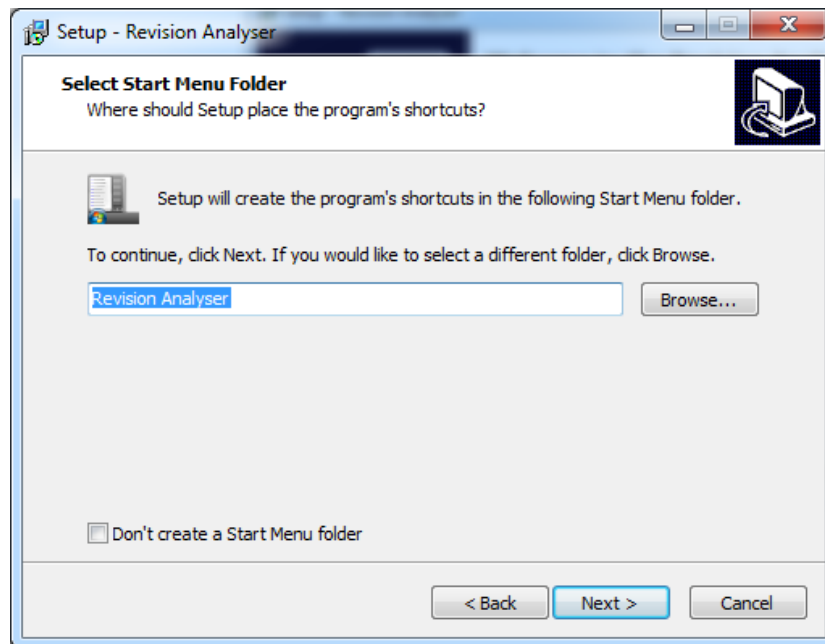 Setup - Revision Analyser
Select Start Menu Folder
Where should Setup place the program's shortcuts?
Setup will create the program's shortcuts in the following Start Menu folder.
To continue, click Next. If you would like to select a different folder, click Browse.
Revision Analyser
Browse...
Don't create a Start Menu folder
< Back
Next >
Cancel